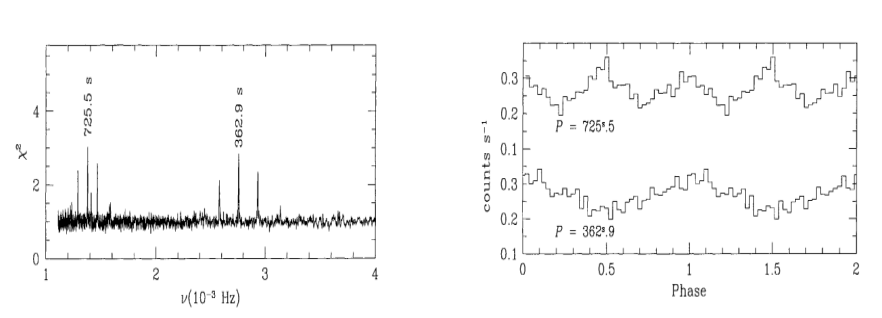 725.5 s
362.9 s
4
2
0
χ²
1 2 3 4
ν(10⁻³ Hz)
0.3
0.2
P = 725ˢ.5
0.1
0.3
0.2
P = 362ˢ.9
0.1
counts s⁻¹
0 0.5 1 1.5 2
Phase